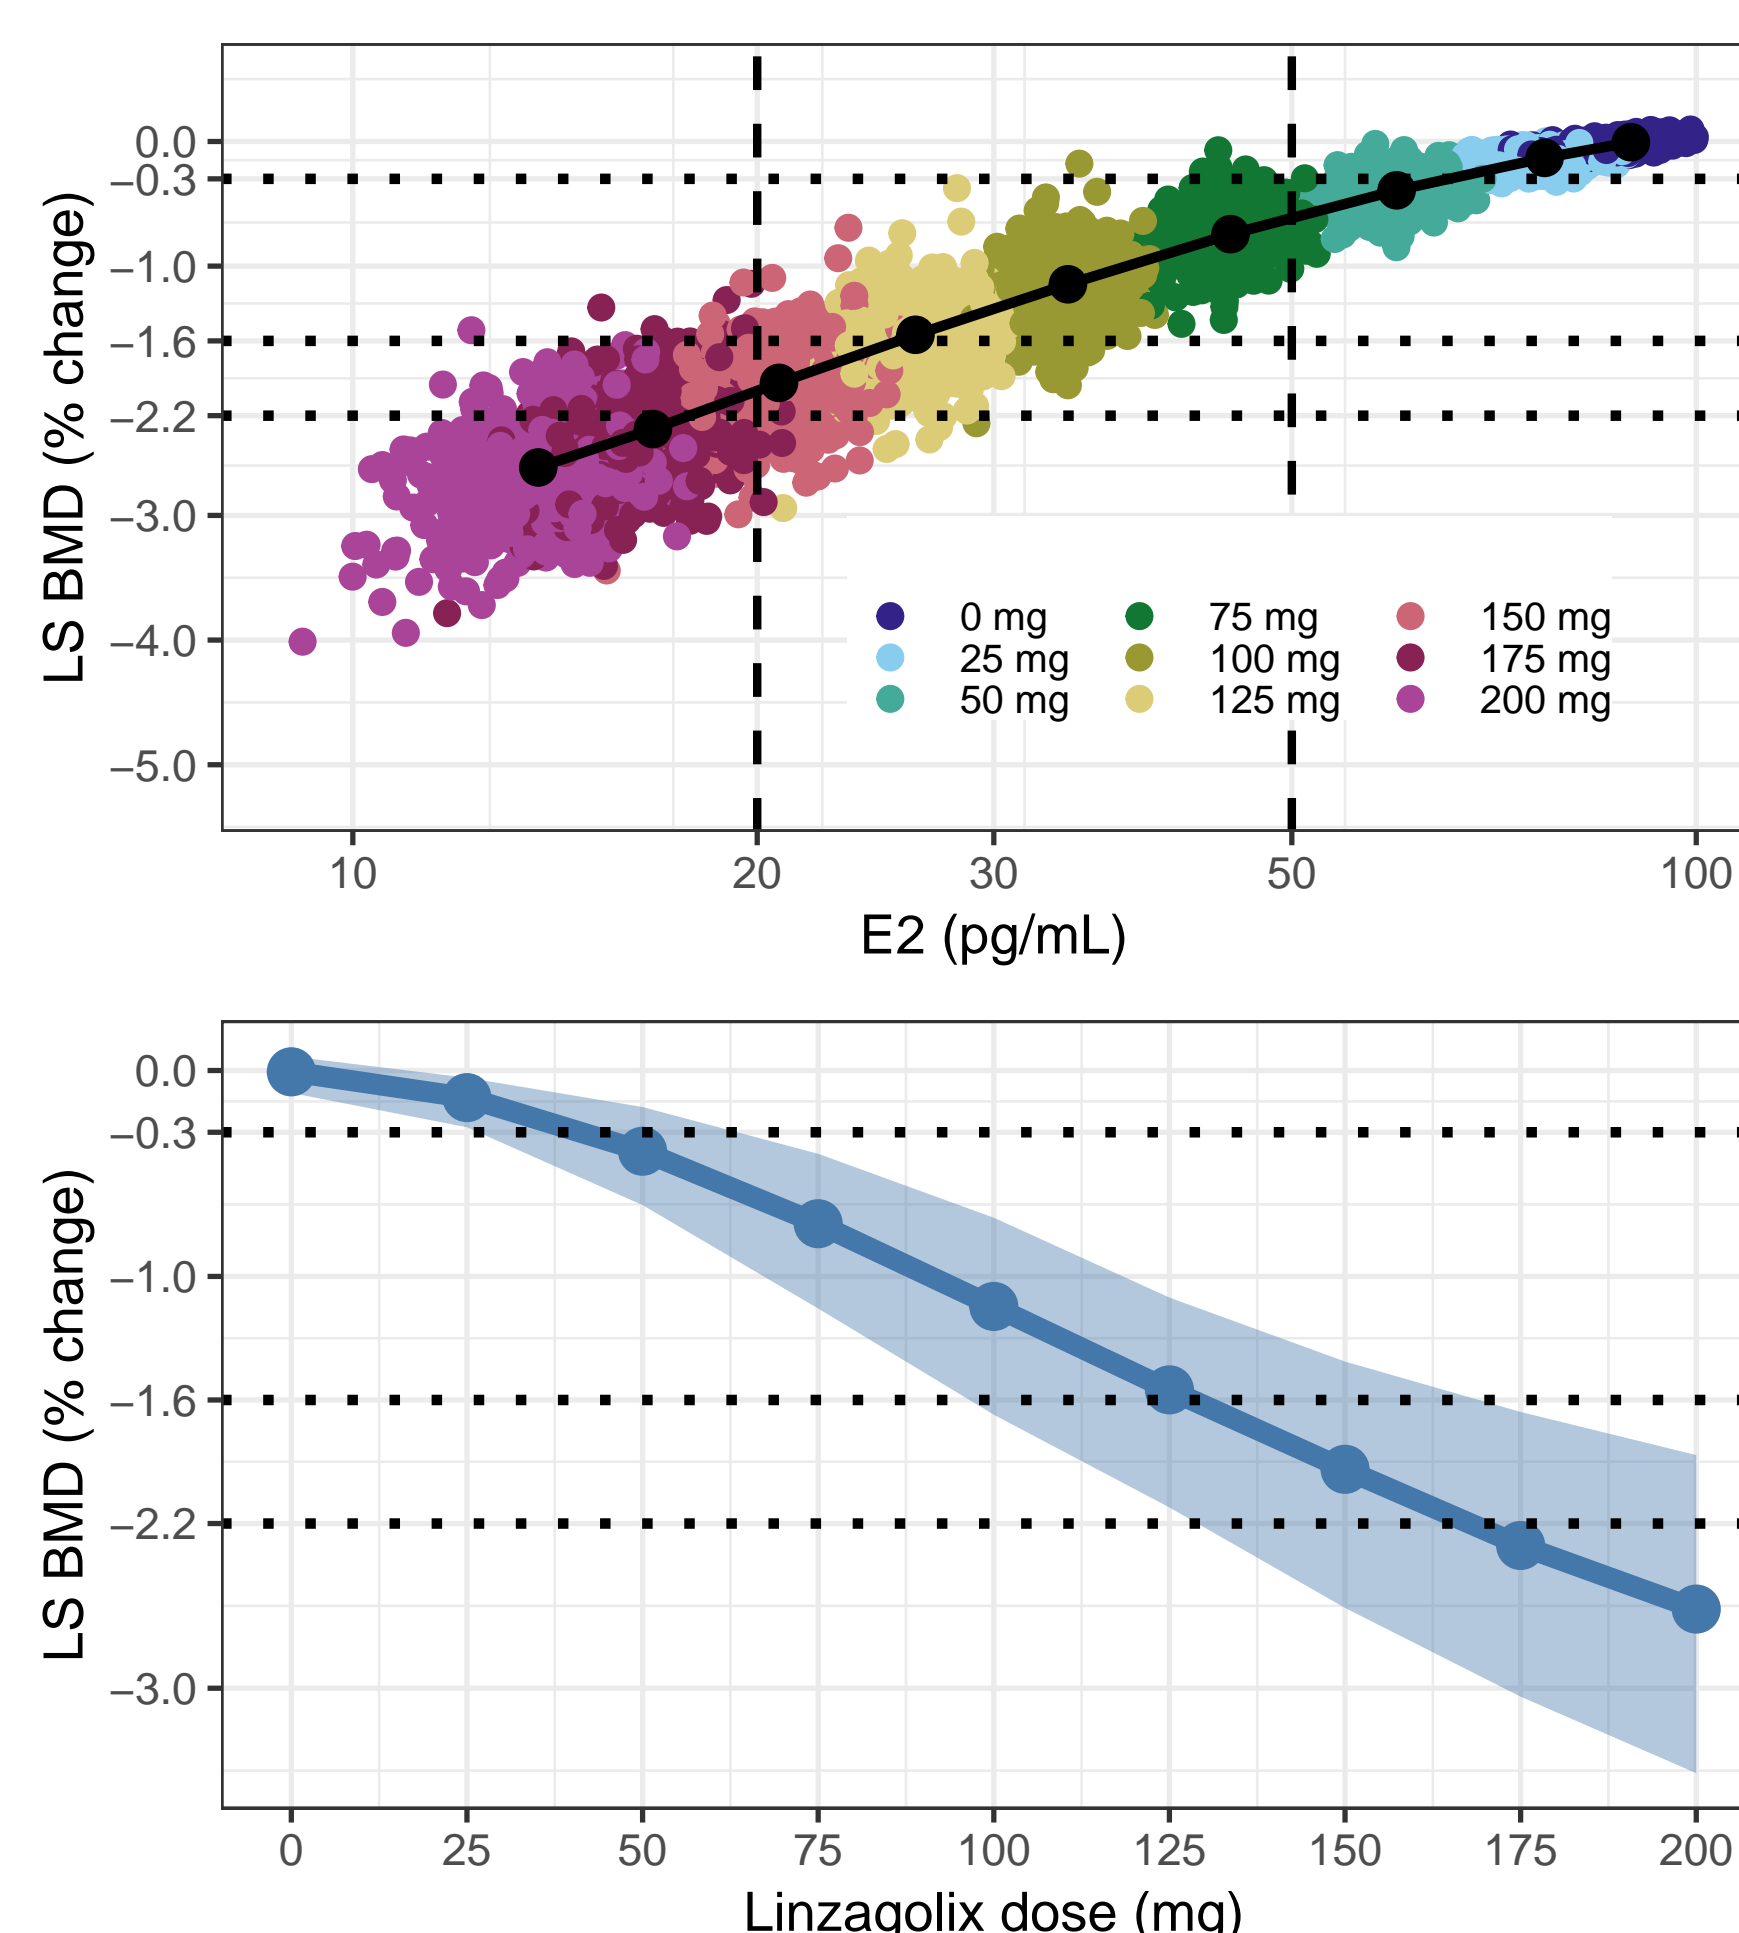 LS BMD (% change)
0.0
−0.3
−1.0
−1.6
−2.2
−3.0
−4.0
−5.0
0 mg 75 mg 150 mg
25 mg 100 mg 175 mg
50 mg 125 mg 200 mg
10 20 30 50 100
E2 (pg/mL)
LS BMD (% change)
0.0
−0.3
−1.0
−1.6
−2.2
−3.0
0 25 50 75 100 125 150 175 200
Linzagolix dose (mg)